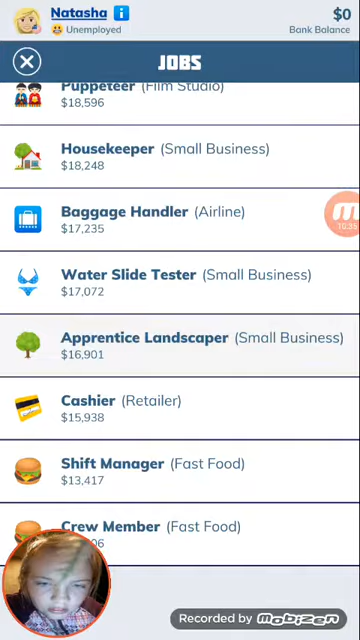 Natasha i
Unemployed
$0
Bank Balance
JOBS
Puppeteer (Film Studio)
$18,596
Housekeeper (Small Business)
$18,248
Baggage Handler (Airline)
$17,235
Water Slide Tester (Small Business)
$17,072
Apprentice Landscaper (Small Business)
$16,901
Cashier (Retailer)
$15,938
Shift Manager (Fast Food)
$13,417
Crew Member (Fast Food)
Recorded by Mobizen